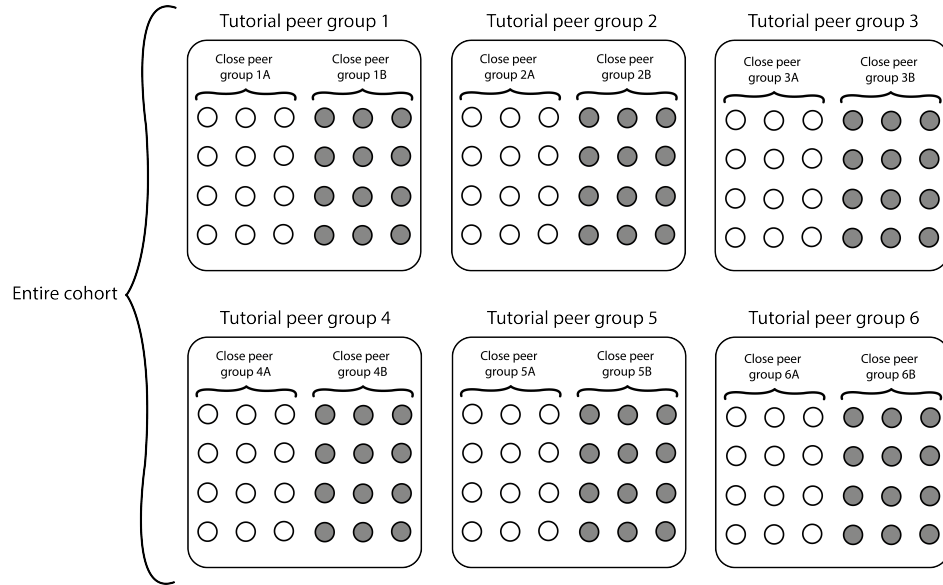 Tutorial peer group 1
Tutorial peer group 2
Tutorial peer group 3
Close peer
group 1A
Close peer
group 1B
Close peer
group 2A
Close peer
group 2B
Close peer
group 3A
Close peer
group 3B
Entire cohort
Tutorial peer group 4
Tutorial peer group 5
Tutorial peer group 6
Close peer
group 4A
Close peer
group 4B
Close peer
group 5A
Close peer
group 5B
Close peer
group 6A
Close peer
group 6B